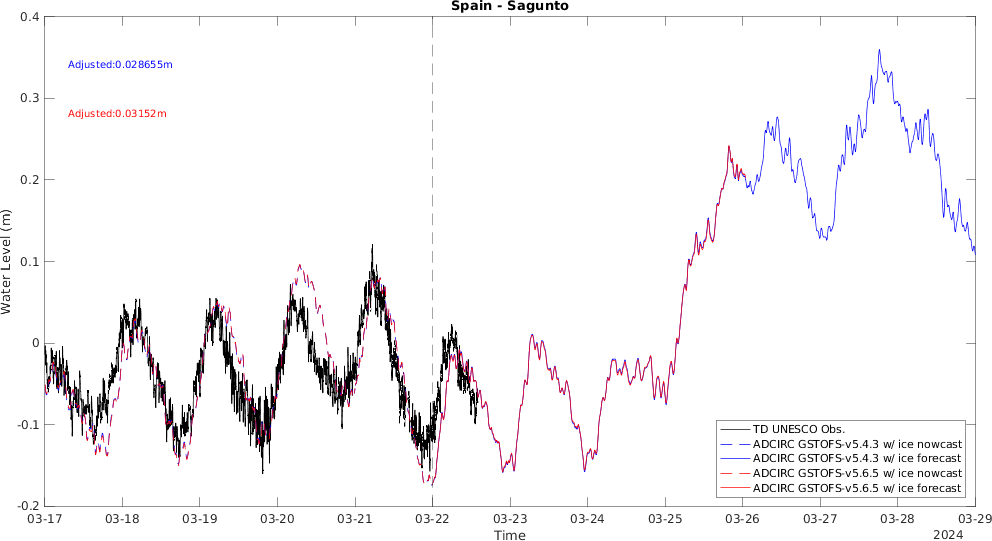 Spain - Sagunto
0.4
0.3
0.2
0.1
0
-0.1
-0.2
Water Level (m)
Adjusted:0.028655m
Adjusted:0.03152m
TD UNESCO Obs.
ADCIRC GSTOFS-v5.4.3 w/ ice nowcast
ADCIRC GSTOFS-v5.4.3 w/ ice forecast
ADCIRC GSTOFS-v5.6.5 w/ ice nowcast
ADCIRC GSTOFS-v5.6.5 w/ ice forecast
03-17 03-18 03-19 03-20 03-21 03-22 03-23 03-24 03-25 03-26 03-27 03-28 03-29
Time
2024